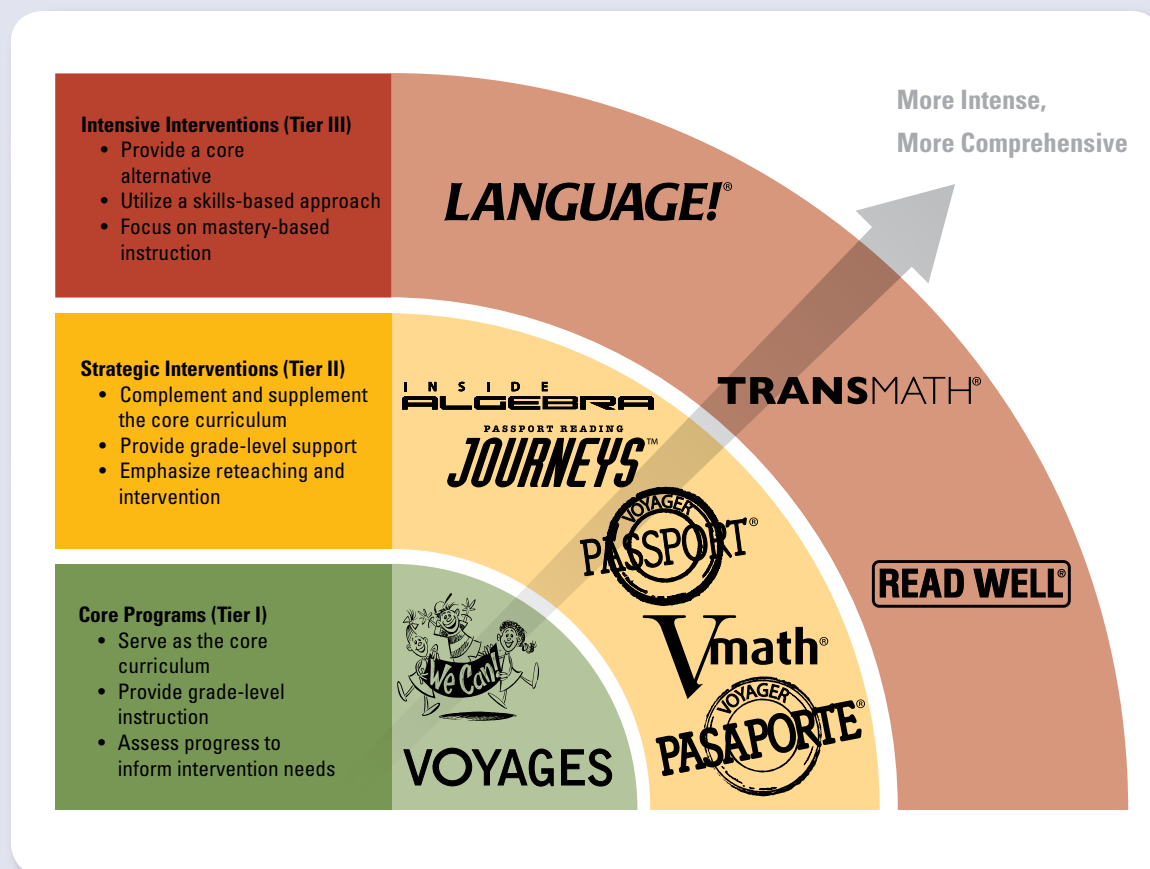 More Intense,
More Comprehensive
Intensive Interventions (Tier III)
• Provide a core
alternative
• Utilize a skills-based approach
• Focus on mastery-based
instruction
LANGUAGE!®
TRANSMATH®
READ WELL®
Strategic Interventions (Tier II)
• Complement and supplement
the core curriculum
• Provide grade-level support
• Emphasize reteaching and
intervention
INSIDE
ALGEBRA
PASSPORT READING
JOURNEYS™
VOYAGER
PASSPORT®
Vmath®
VOYAGER
PASAPORTE®
Core Programs (Tier I)
• Serve as the core
curriculum
• Provide grade-level
instruction
• Assess progress to
inform intervention needs
We Can!
VOYAGES